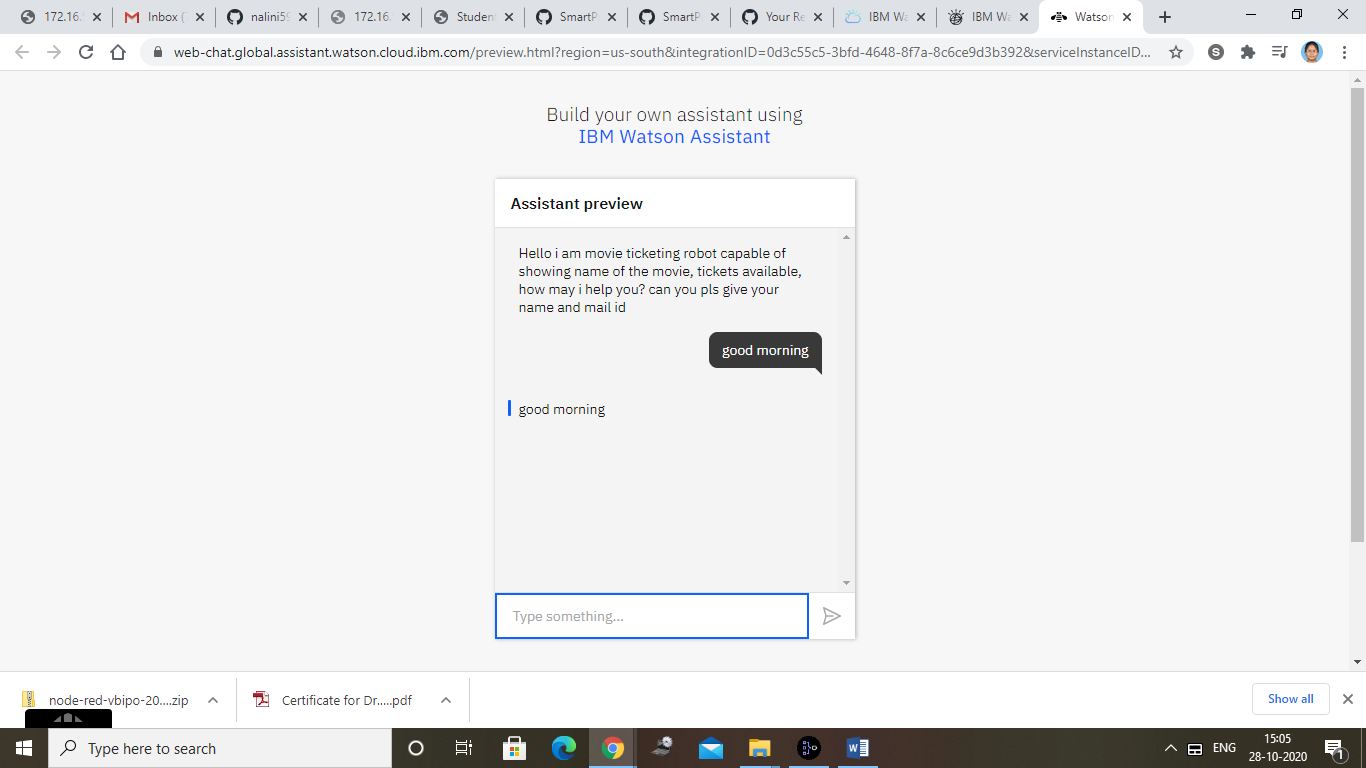 172.16.
Inbox (
nalini59
172.16.
Student
SmartP
SmartP
Your Re
IBM Wa
IBM Wa
Watson
web-chat.global.assistant.watson.cloud.ibm.com/preview.html?region=us-south&integrationID=0d3c55c5-3bfd-4648-8f7a-8c6ce9d3b392&serviceInstanceID...
S
Build your own assistant using
IBM Watson Assistant
Assistant preview
Hello i am movie ticketing robot capable of
showing name of the movie, tickets available,
how may i help you? can you pls give your
name and mail id
good morning
good morning
Type something...
node-red-vbipo-20....zip
Certificate for Dr.....pdf
Show all
Type here to search
ENG
15:05
28-10-2020
1